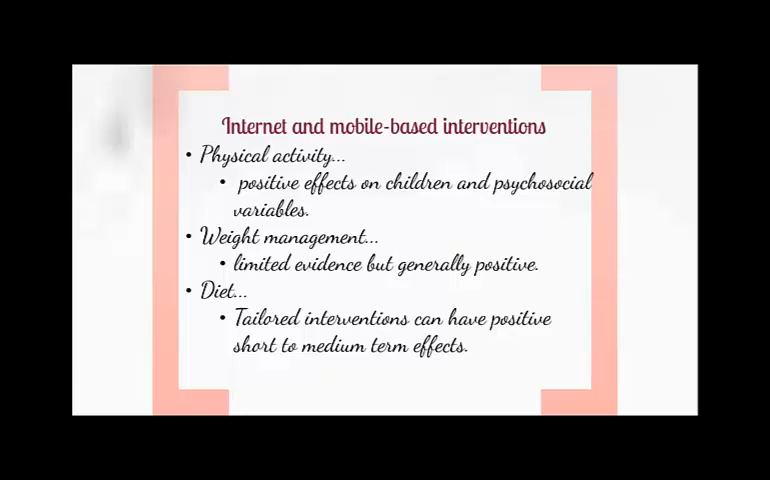 Internet and mobile-based interventions
• Physical activity...
• positive effects on children and psychosocial
variables.
• Weight management...
• limited evidence but generally positive.
• Diet...
• Tailored interventions can have positive
short to medium term effects.